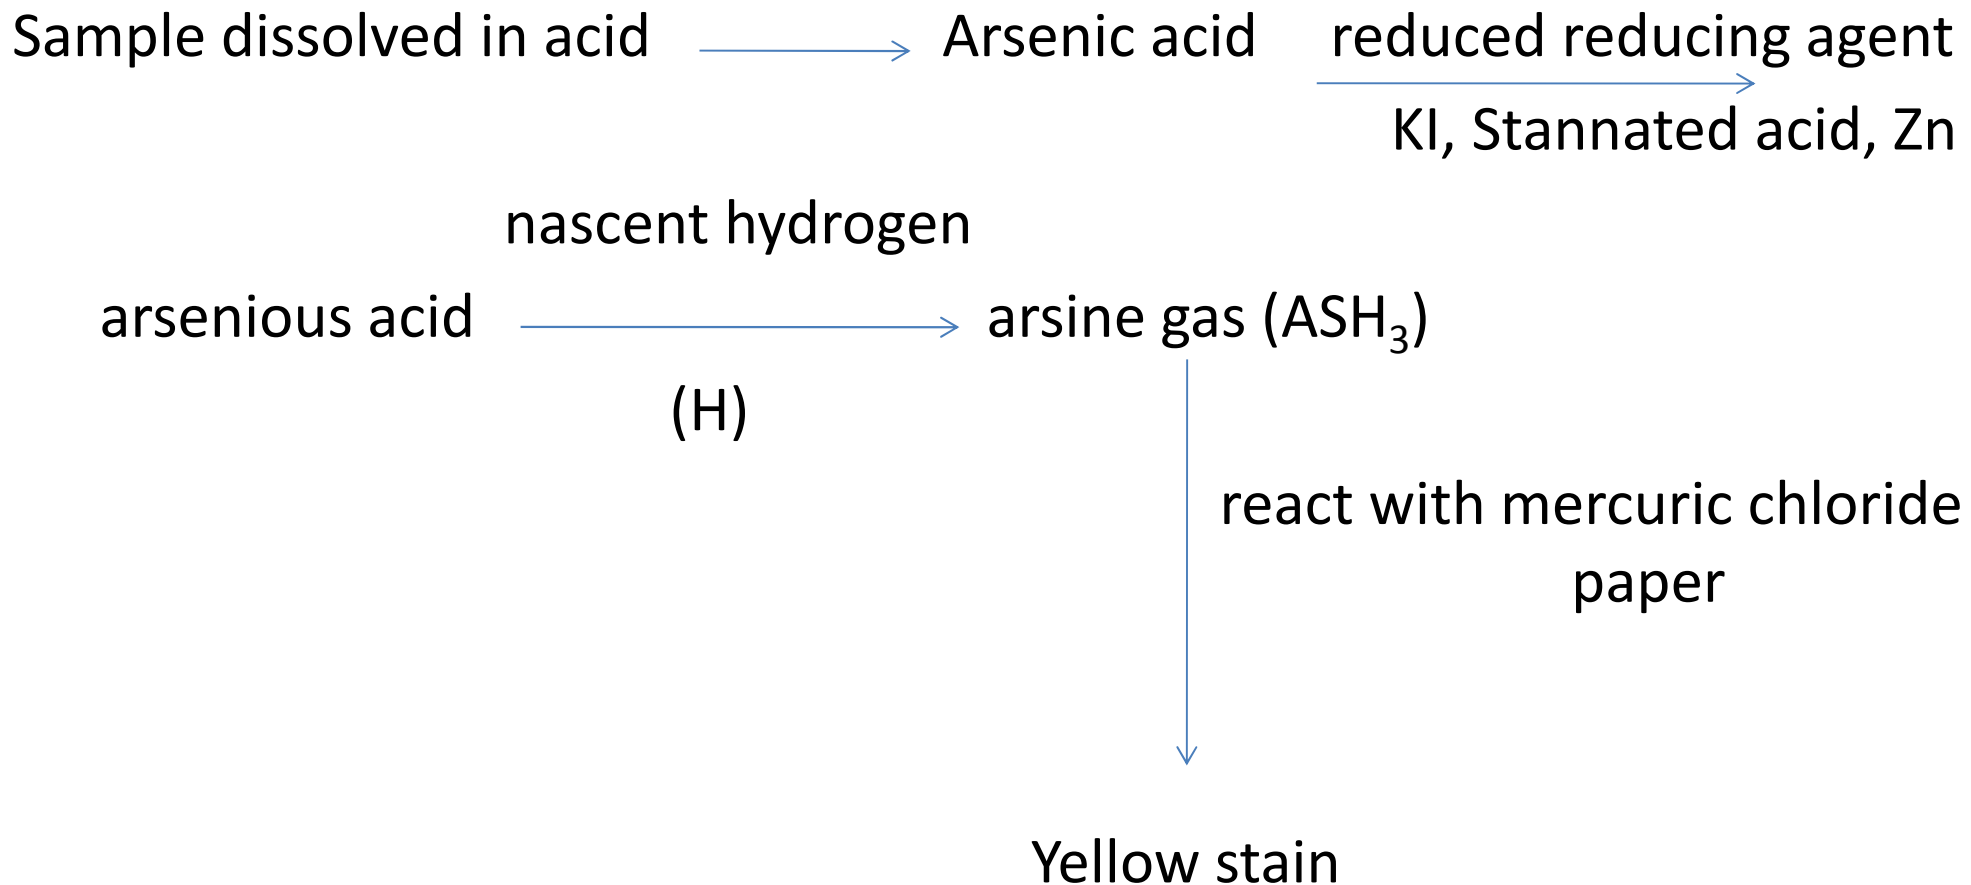 Sample dissolved in acid Arsenic acid reduced reducing agent
KI, Stannated acid, Zn
nascent hydrogen
arsenious acid arsine gas (ASH₃)
(H)
react with mercuric chloride
paper
Yellow stain